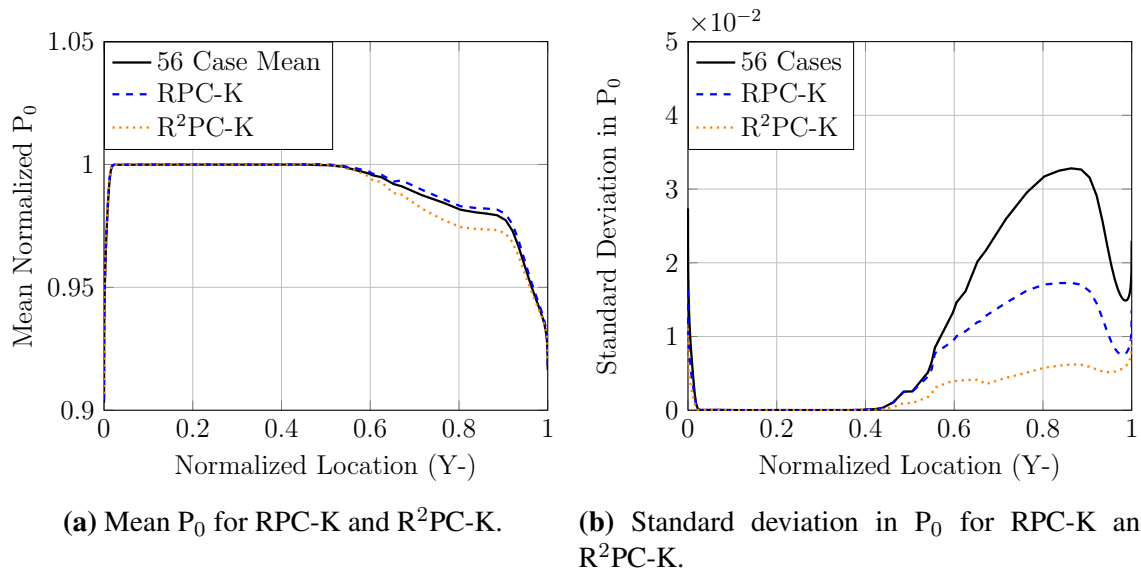 1.05
1
0.95
0.9
0
0.2
0.4
0.6
0.8
1
Mean Normalized P₀
Normalized Location (Y-)
56 Case Mean
RPC-K
R²PC-K
(a) Mean P₀ for RPC-K and R²PC-K.
×10⁻²
5
4
3
2
1
0
0
0.2
0.4
0.6
0.8
1
Standard Deviation in P₀
Normalized Location (Y-)
56 Cases
RPC-K
R²PC-K
(b) Standard deviation in P₀ for RPC-K an
R²PC-K.